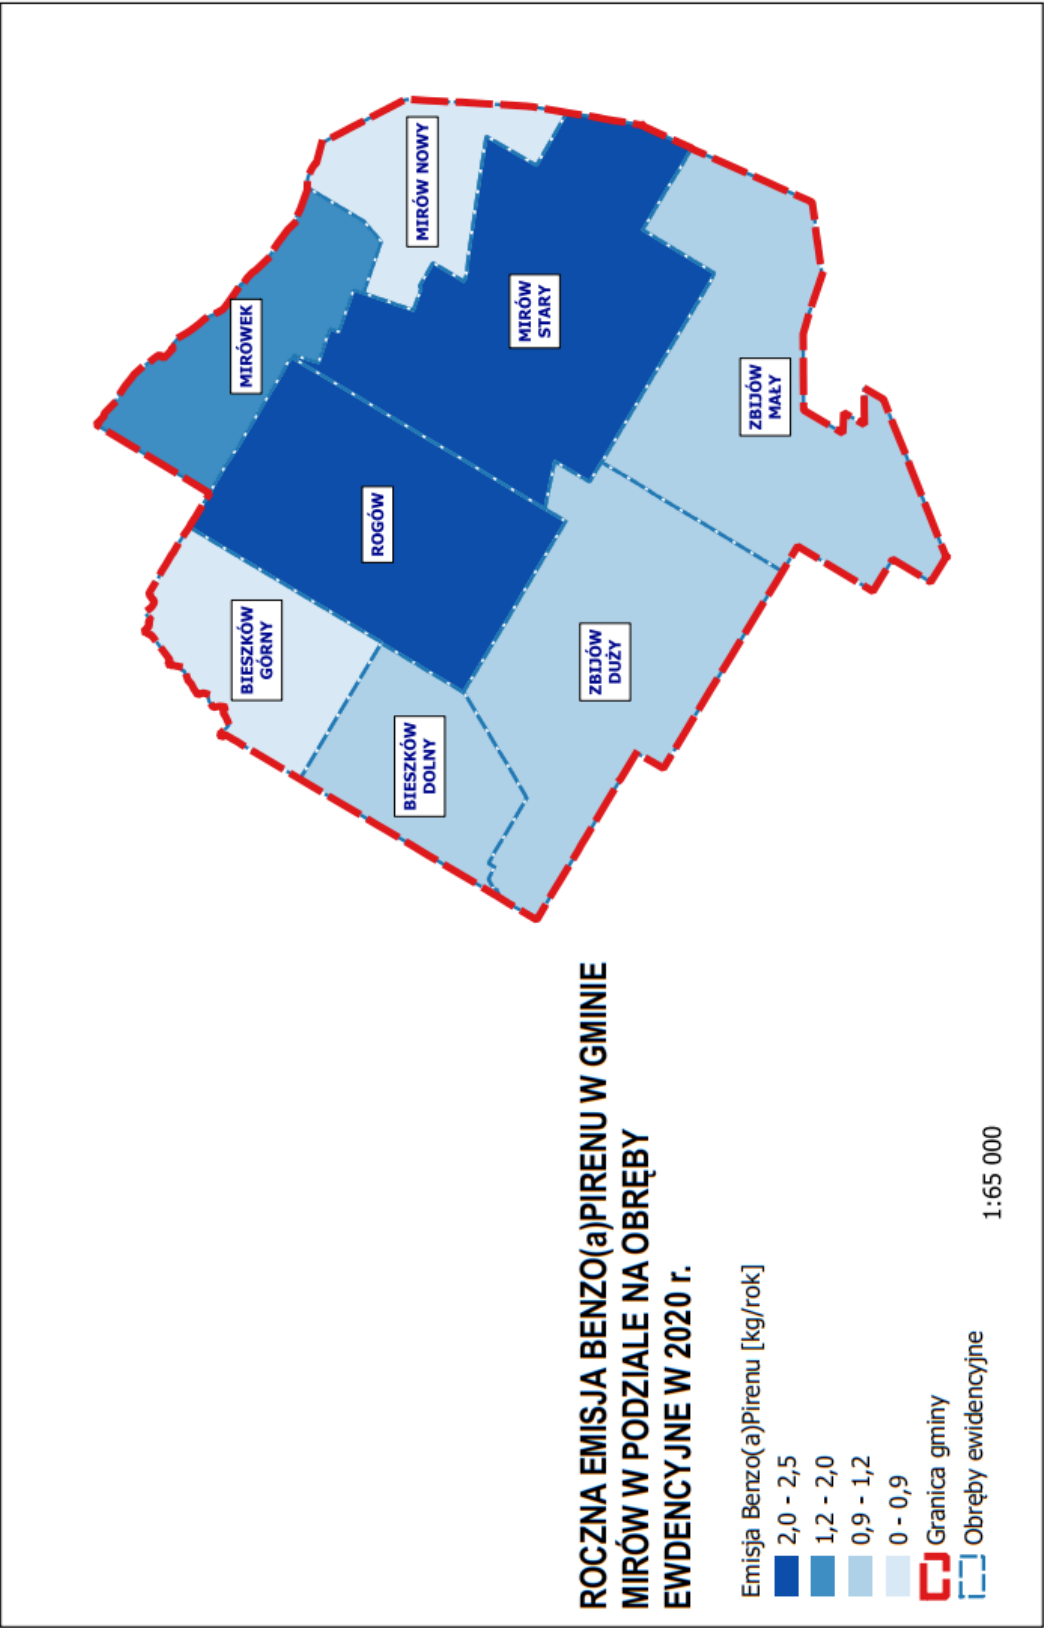 ROCZNA EMISJA BENZO(a)PIRENU W GMINIE
MIRÓW W PODZIALE NA OBRĘBY
EWDENCYJNE W 2020 r.
Emisja Benzo(a)Pirenu [kg/rok]
2,0 - 2,5
1,2 - 2,0
0,9 - 1,2
0 - 0,9
Granica gminy
Obręby ewidencyjne
1:65 000
BIESZKÓW
GÓRNY
BIESZKÓW
DOLNY
ROGÓW
MIRÓWEK
MIRÓW NOWY
MIRÓW
STARY
ZBIJÓW
DUŻY
ZBIJÓW
MAŁY